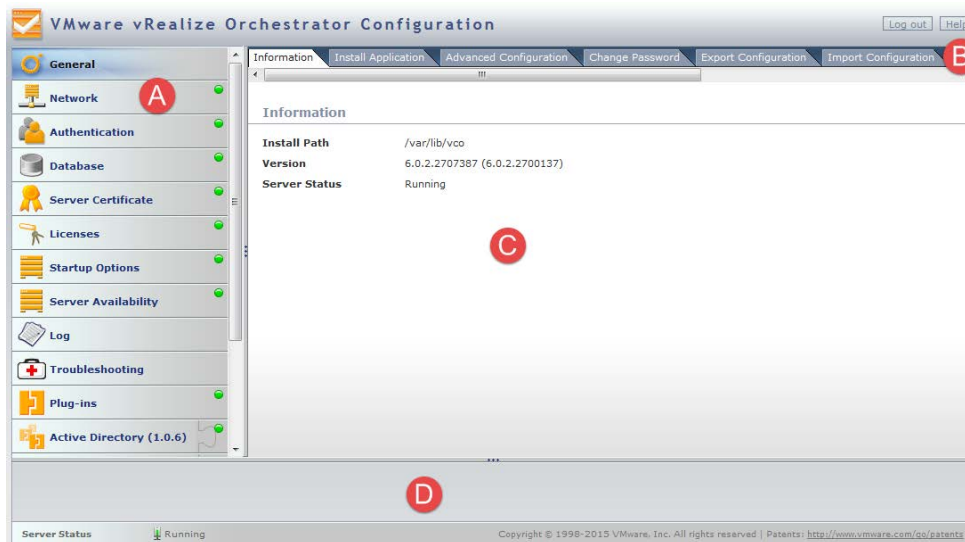 VMware vRealize Orchestrator Configuration
Log out Help
General
Information Install Application Advanced Configuration Change Password Export Configuration Import Configuration
B
Network
A
Authentication
Database
Server Certificate
Licenses
Startup Options
Server Availability
Log
Troubleshooting
Plug-ins
Active Directory (1.0.6)
Information
Install Path /var/lib/vco
Version 6.0.2.2707387 (6.0.2.2700137)
Server Status Running
C
D
Server Status Running
Copyright © 1998-2015 VMware, Inc. All rights reserved | Patents: http://www.vmware.com/go/patents